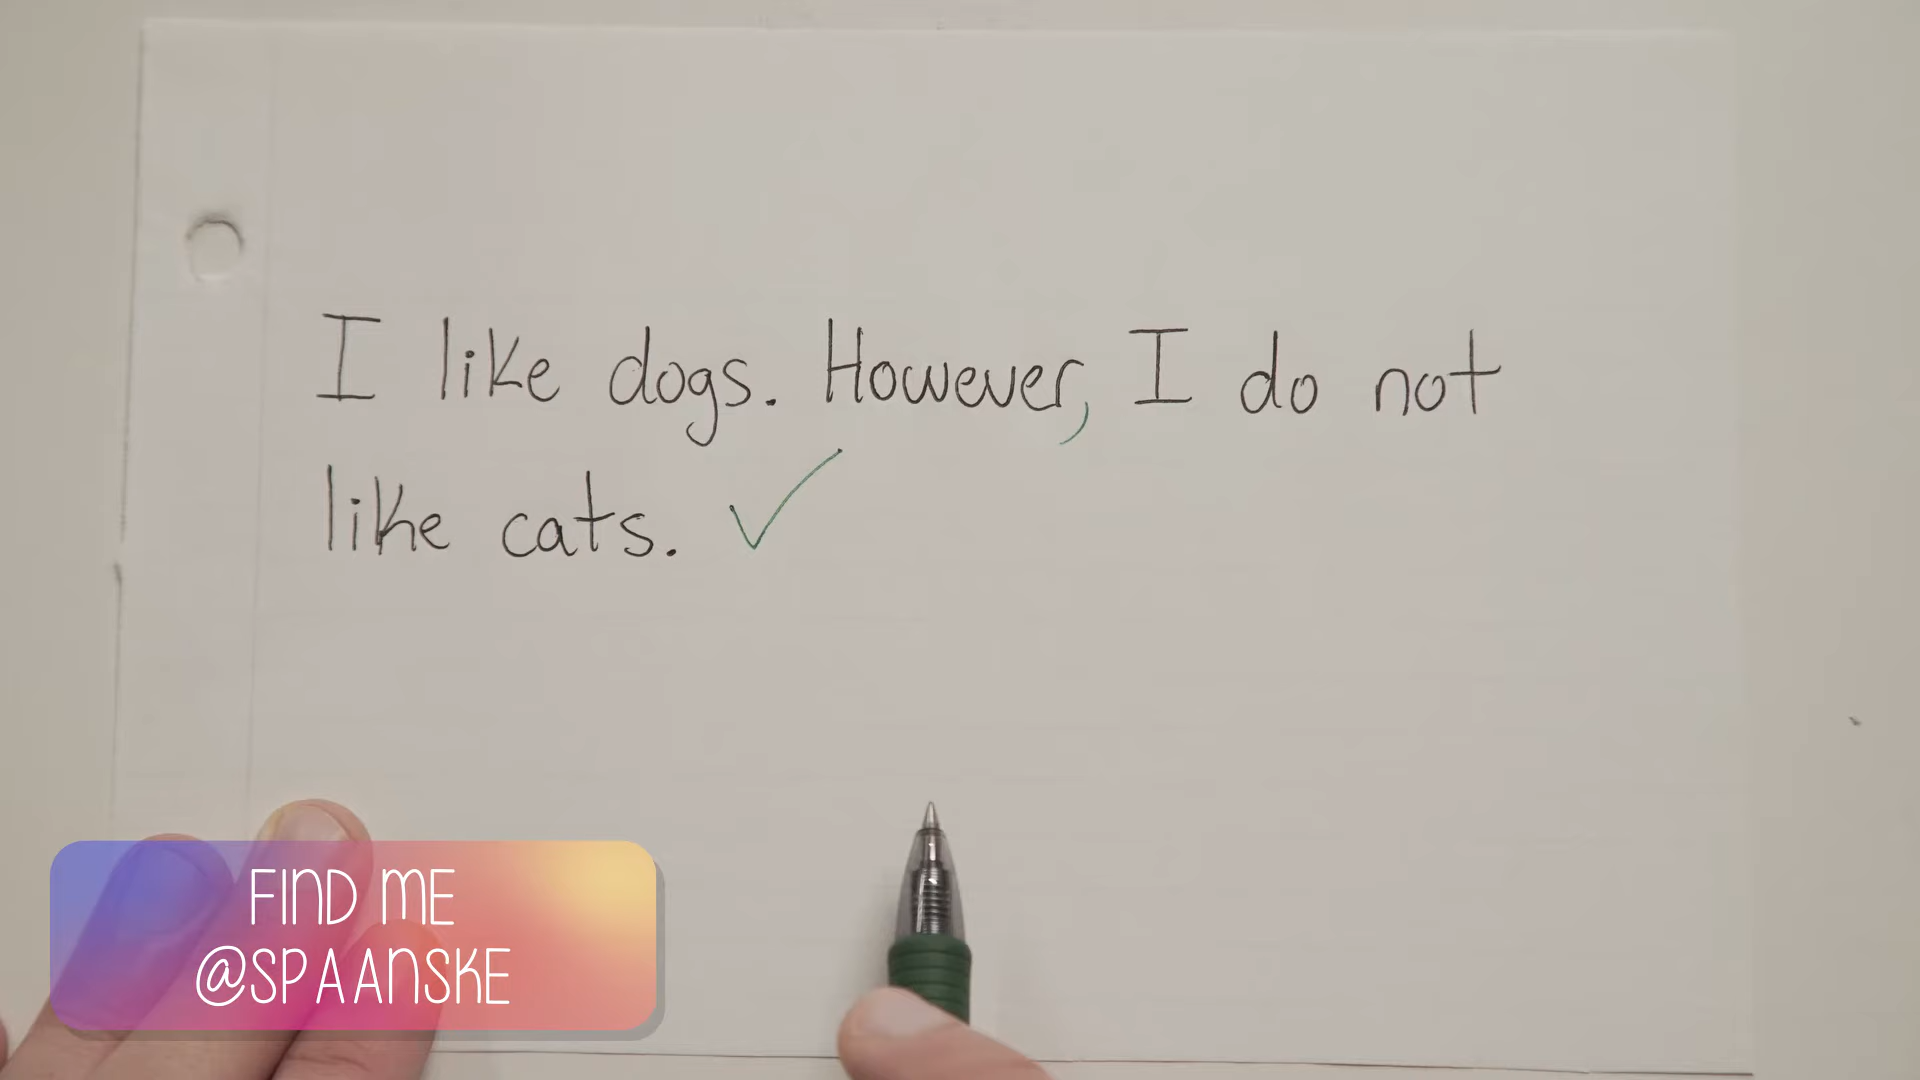 I like dogs. However, I do not
like cats. ✓
FIND ME
@SPAANSKE